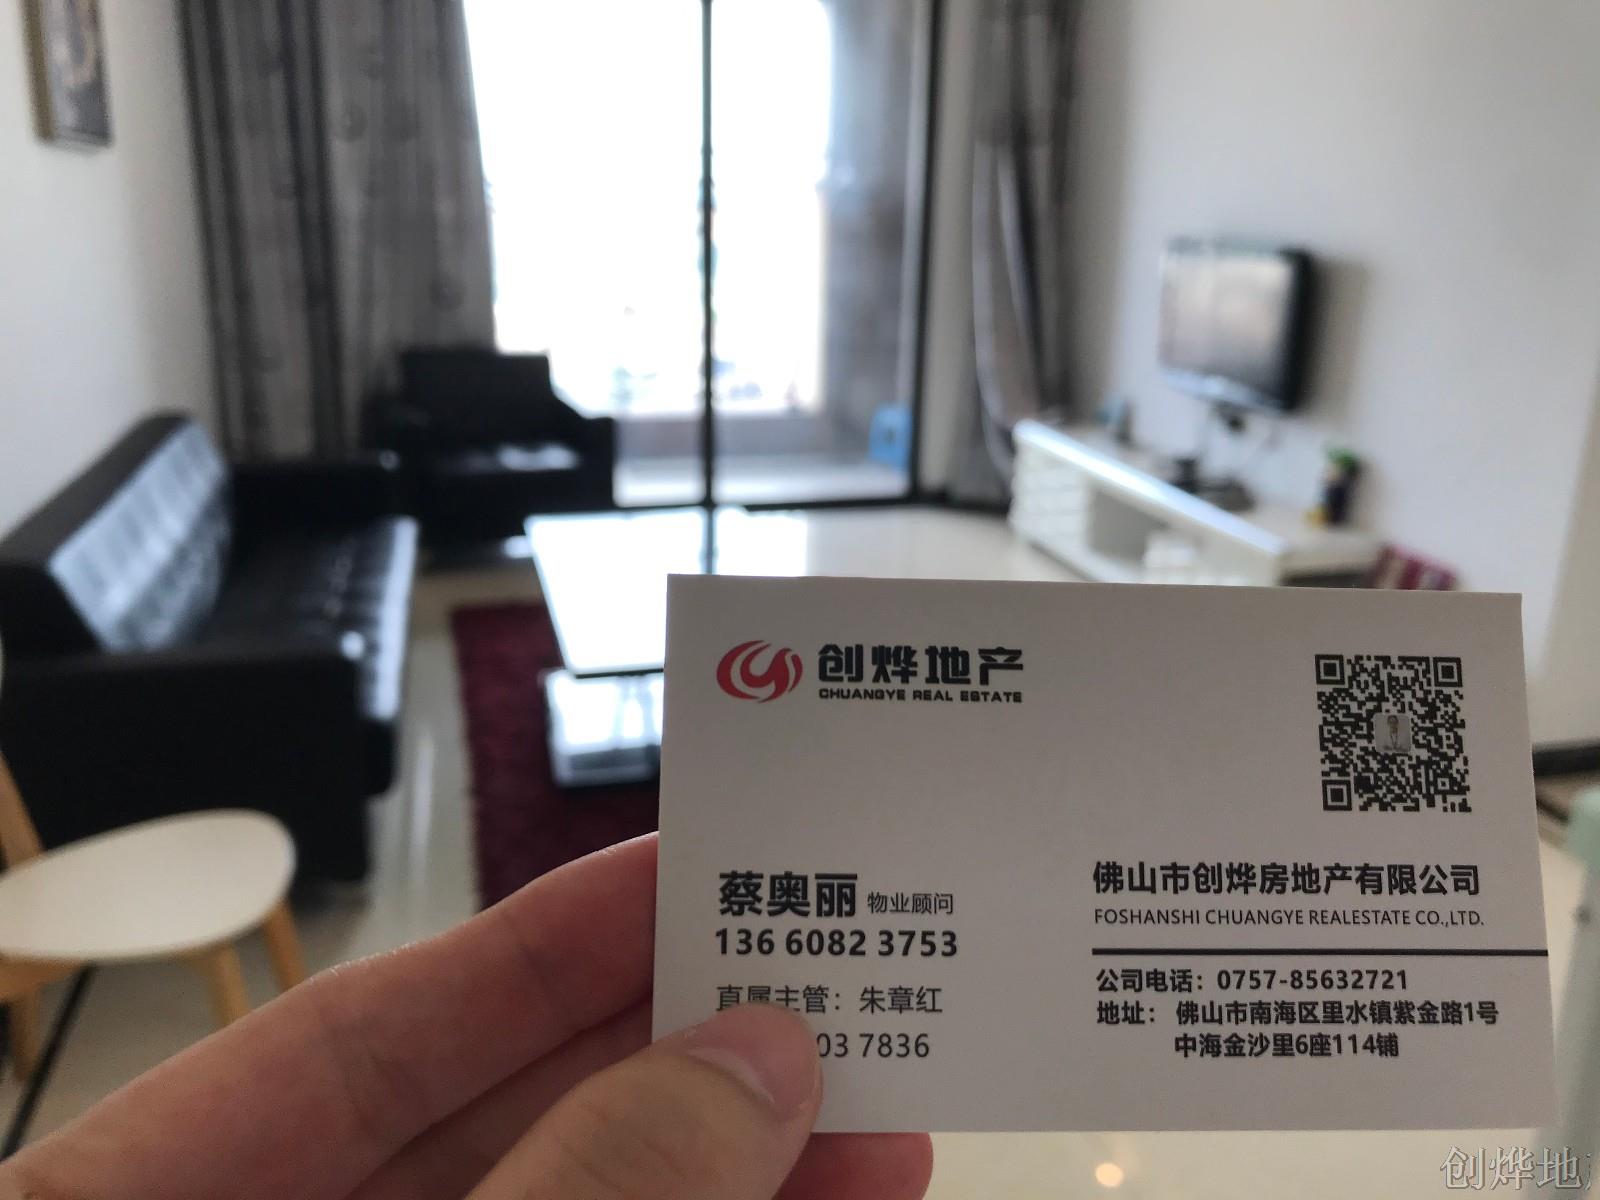 创烨地产
CHUANGYE REAL ESTATE
蔡奥丽 物业顾问
136 6082 3753
直属主管：朱章红
03 7836
佛山市创烨房地产有限公司
FOSHANSHI CHUANGYE REALESTATE CO.,LTD.
公司电话：0757-85632721
地址：佛山市南海区里水镇紫金路1号
中海金沙里6座114铺
创烨地